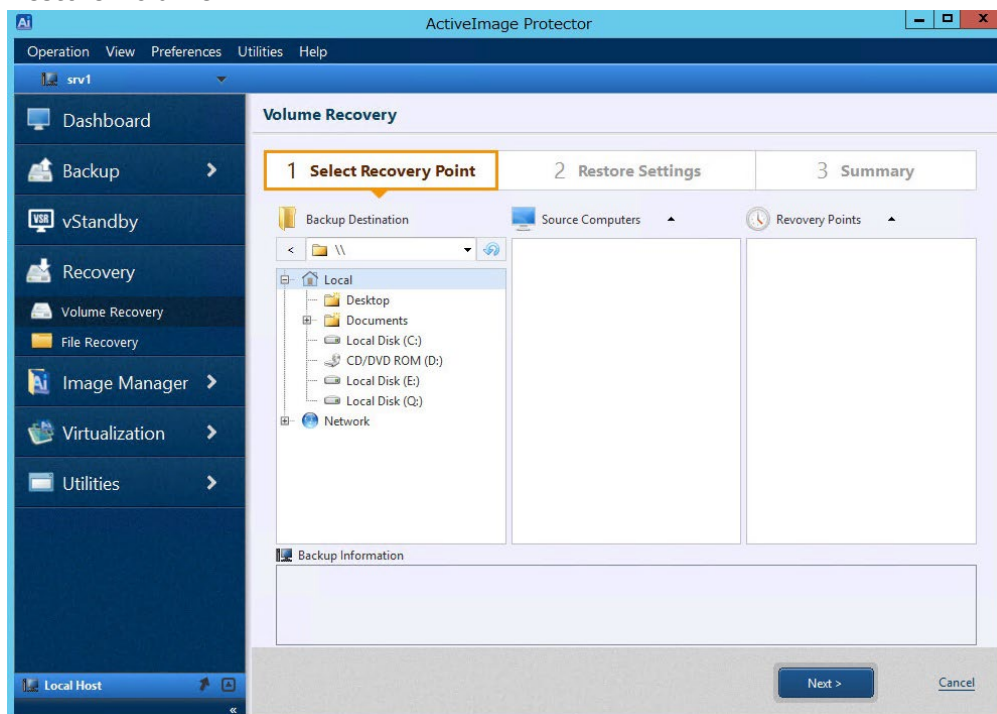 ActiveImage Protector
Operation View Preferences Utilities Help
srv1
Dashboard
Backup
vStandby
VSR
Recovery
Volume Recovery
File Recovery
Image Manager
Virtualization
Utilities
Local Host
Volume Recovery
1 Select Recovery Point
2 Restore Settings
3 Summary
Backup Destination
Source Computers
Revovery Points
< \\
Local
Desktop
Documents
Local Disk (C:)
CD/DVD ROM (D:)
Local Disk (E:)
Local Disk (Q:)
Network
Backup Information
Next >
Cancel